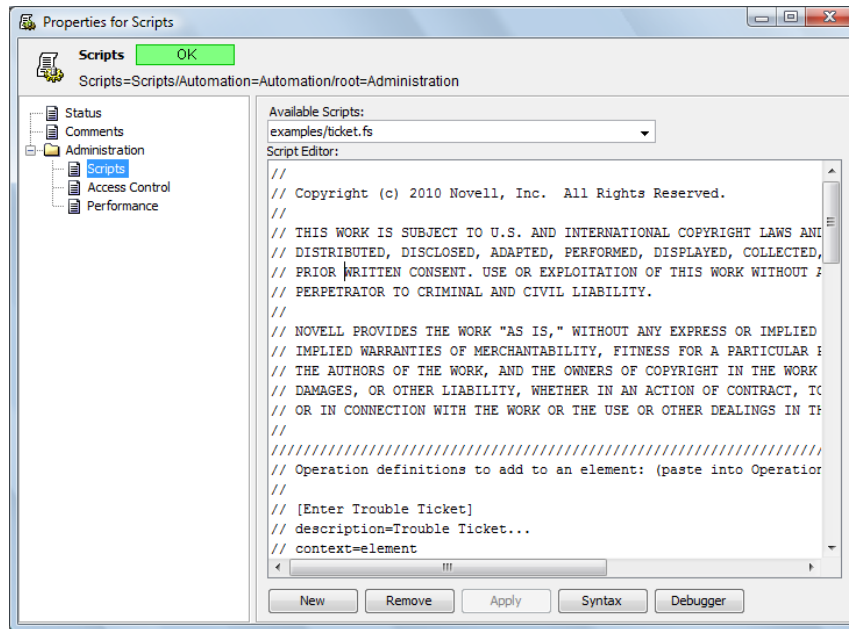 Properties for Scripts
Scripts OK
Scripts=Scripts/Automation=Automation/root=Administration
Status
Comments
Administration
Scripts
Access Control
Performance
Available Scripts:
examples/ticket.fs
Script Editor:
//
// Copyright (c) 2010 Novell, Inc.  All Rights Reserved.
//
// THIS WORK IS SUBJECT TO U.S. AND INTERNATIONAL COPYRIGHT LAWS AND
// DISTRIBUTED, DISCLOSED, ADAPTED, PERFORMED, DISPLAYED, COLLECTED,
// PRIOR WRITTEN CONSENT. USE OR EXPLOITATION OF THIS WORK WITHOUT A
// PERPETRATOR TO CRIMINAL AND CIVIL LIABILITY.
//
// NOVELL PROVIDES THE WORK "AS IS," WITHOUT ANY EXPRESS OR IMPLIED
// IMPLIED WARRANTIES OF MERCHANTABILITY, FITNESS FOR A PARTICULAR
// THE AUTHORS OF THE WORK, AND THE OWNERS OF COPYRIGHT IN THE WORK
// DAMAGES, OR OTHER LIABILITY, WHETHER IN AN ACTION OF CONTRACT,
// OR IN CONNECTION WITH THE WORK OR THE USE OR OTHER DEALINGS IN
//
////////////////////////////////////////////////////////////////////
// Operation definitions to add to an element: (paste into Operation
//
// [Enter Trouble Ticket]
// description=Trouble Ticket...
// context=element
New Remove Apply Syntax Debugger